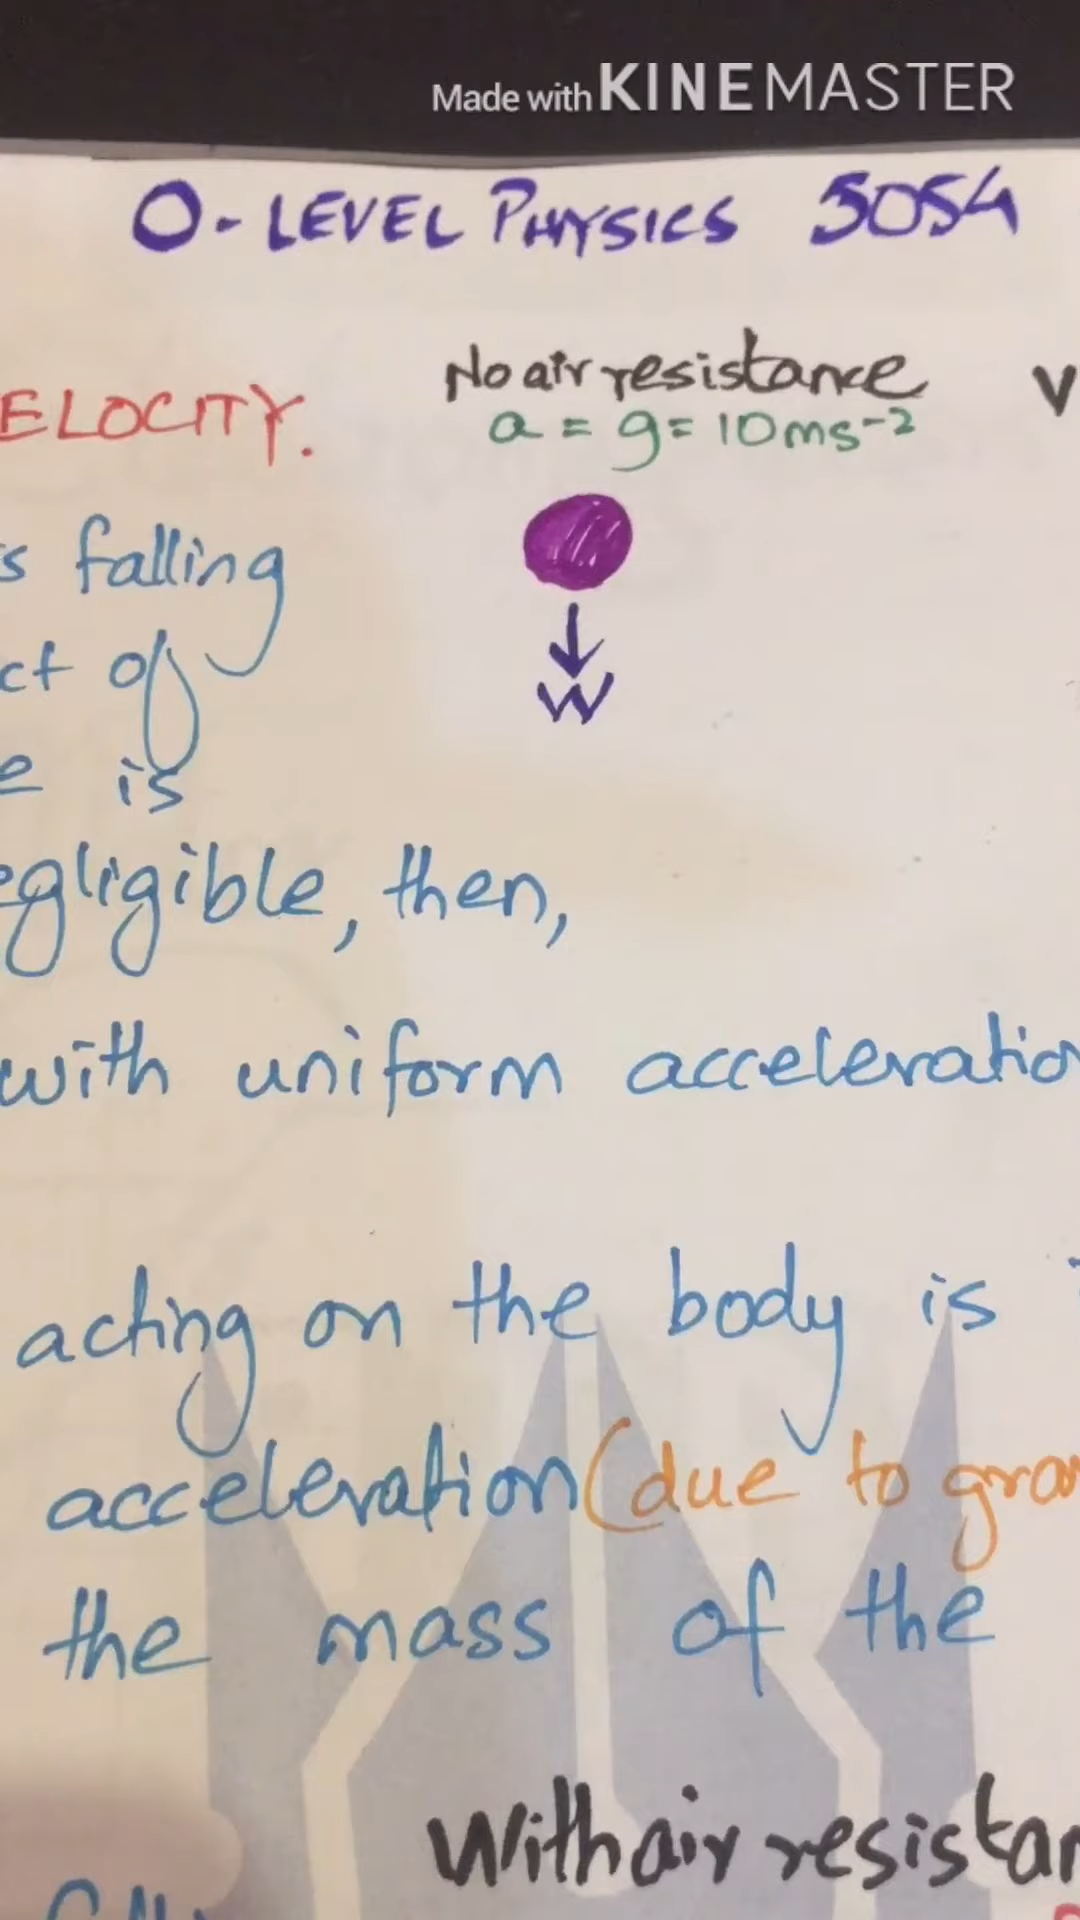 Made with KINEMASTER
O-LEVEL PHYSICS 5054
No air resistance
ELOCITY.
a = g = 10ms-2
s falling
W
ct of
e is
egligible, then,
with uniform acceleratio
acting on the body is
acceleration (due to gra
the mass of the
With air resistan